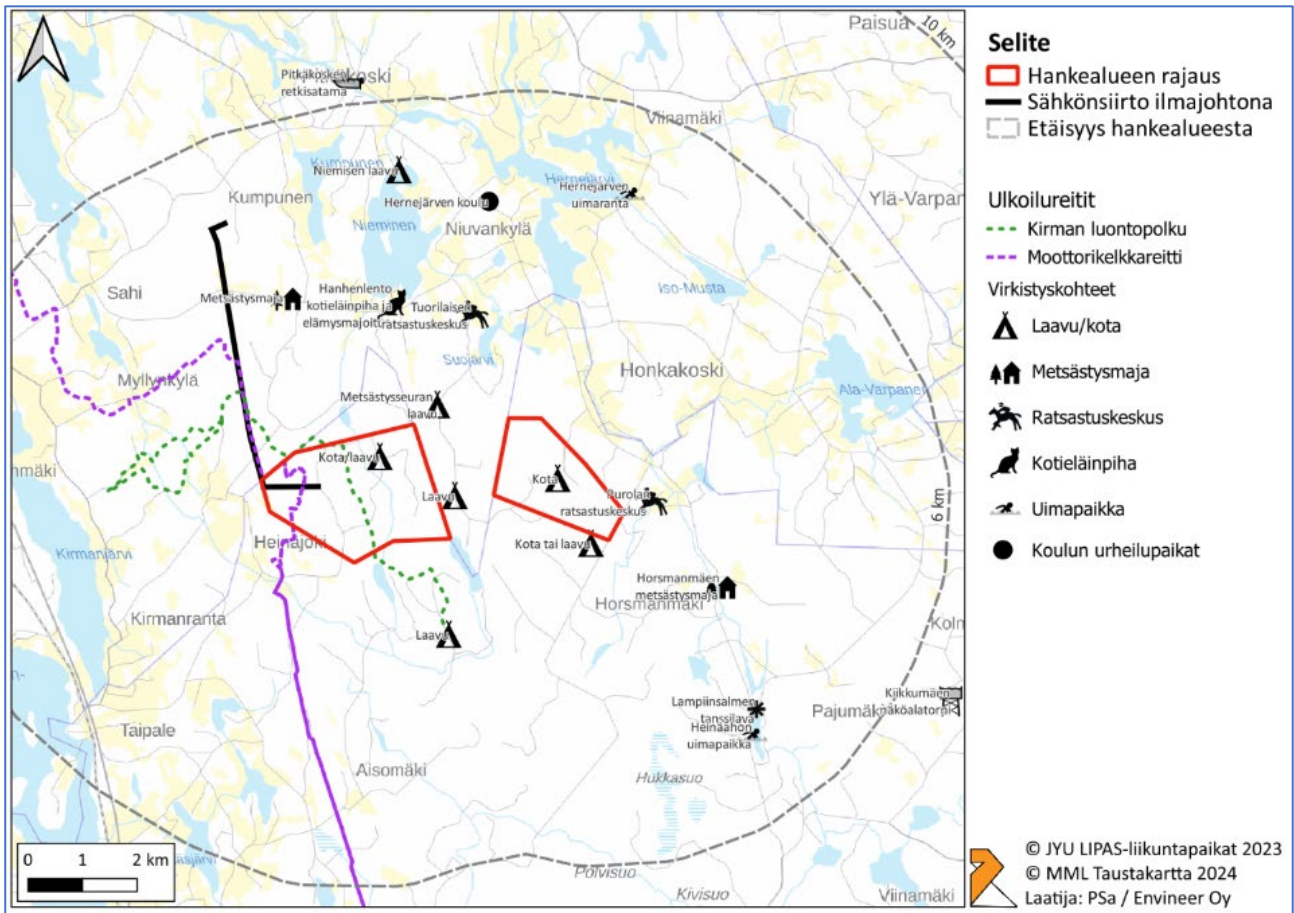 Paisua
10 km
Pitkäkosken
retkisatama
Viinamäki
Kumpunen
Niemisen laavu
Kumpunen
Hernejärvi
Hernejärven
uimaranta
Hernejärven koulu
Ylä-Varpan
Nieminen
Niuvankylä
Sahi
Metsästysmaja
Hanhenlento
kotieläinpiha ja
elämysmajoitus
Tuorilaisen
ratsastuskeskus
Iso-Musta
Suojärvi
Honkakoski
Myllynkylä
Ala-Varpanen
Metsästysseuran
laavu
Kota/laavu
Kota
Laavu
Purolan
ratsastuskeskus
6 km
Heinäjoki
Kota tai laavu
Kirmanjärvi
Horsmanmäen
metsästysmaja
Horsmanmäki
Kirmanranta
Laavu
Kolm
Lampiinsalmen
tanssilava
Pajumäki
Kiikkumäen
näköalatorni
Heinäahon
uimapaikka
Taipale
Aisomäki
Hukkasuo
Polvisuo
Kivisuo
Viinamäki
0 1 2 km
Selite
Hankealueen rajaus
Sähkönsiirto ilmajohtona
Etäisyys hankealueesta
Ulkoilureitit
Kirman luontopolku
Moottorikelkkareitti
Virkistyskohteet
Laavu/kota
Metsästysmaja
Ratsastuskeskus
Kotieläinpiha
Uimapaikka
Koulun urheilupaikat
© JYU LIPAS-liikuntapaikat 2023
© MML Taustakartta 2024
Laatija: PSa / Envineer Oy